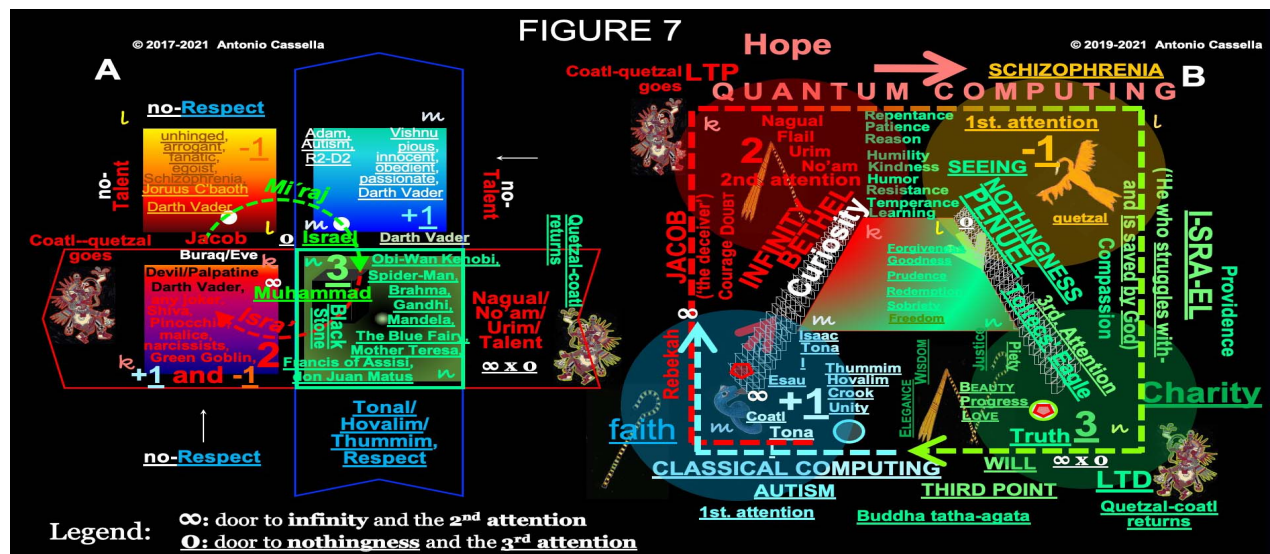 FIGURE 7
© 2017-2021 Antonio Cassella
A
no-Respect
l
unhinged,
arrogant,
fanatic,
egoist,
Schizophrenia,
Joruus C'baoth
Darth Vader
-1
no-
Talent
m
Adam,
Autism,
R2-D2
Vishnu
pious,
innocent,
obedient,
passionate,
Darth Vader
+1
no-
Talent
Mi'raj
m
l
Jacob
O
Israel
Darth Vader
Quetzal-coatl
returns
Coatl--quetzal
goes
Buraq/Eve
k
∞
n
Devil/Palpatine
Darth Vader,
any joker,
Shiva,
Pinocchio,
malice,
narcissists,
Green Goblin,
2
k
+1 and -1
3
Muhammad
Isra'
Black
Stone
Obi-Wan Kenobi,
Spider-Man,
Brahma,
Gandhi,
Mandela,
The Blue Fairy,
Mother Teresa,
Francis of Assisi,
Don Juan Matus
n
Nagual/
No'am/
Urim/
Talent
∞ x O
no-Respect
Tonal/
Hovalim/
Thummim,
Respect
Legend:
∞: door to infinity and the 2nd attention
O: door to nothingness and the 3rd attention
© 2019-2021 Antonio Cassella
Hope
B
Coatl-quetzal
goes
LTP
SCHIZOPHRENIA
QUANTUM COMPUTING
k
l
Nagual
Flail
Urim
No'am
2
2nd. attention
Repentance
Patience
Reason
Humility
Kindness
Humor
Resistance
Temperance
Learning
1st. attention
-1
SEEING
quetzal
JACOB
('the deceiver')
Courage DOUBT
INFINITY
BETHEL
Curiosity
k
O
NOTHINGNESS
PENUEL
3rd. Attention
Tona's Eagle
Forgiveness
Goodness
Prudence
Redemption
Sobriety
Freedom
n
m
Compassion
('He who struggles with-
and is saved by God)
I-SRA-EL
Providence
∞
Rebekah
Isaac
Tona
l
Esau
∞
Coatl
+1
Tona
l
Thummim
Hovalim
Crook
Unity
m
faith
ELEGANCE
WISDOM
Justice
Piety
BEAUTY
Progress
LOVE
Truth
3
n
Charity
CLASSICAL COMPUTING
AUTISM
1st. attention
WILL
∞ x O
THIRD POINT
Buddha tatha-agata
LTD
Quetzal-coatl
returns